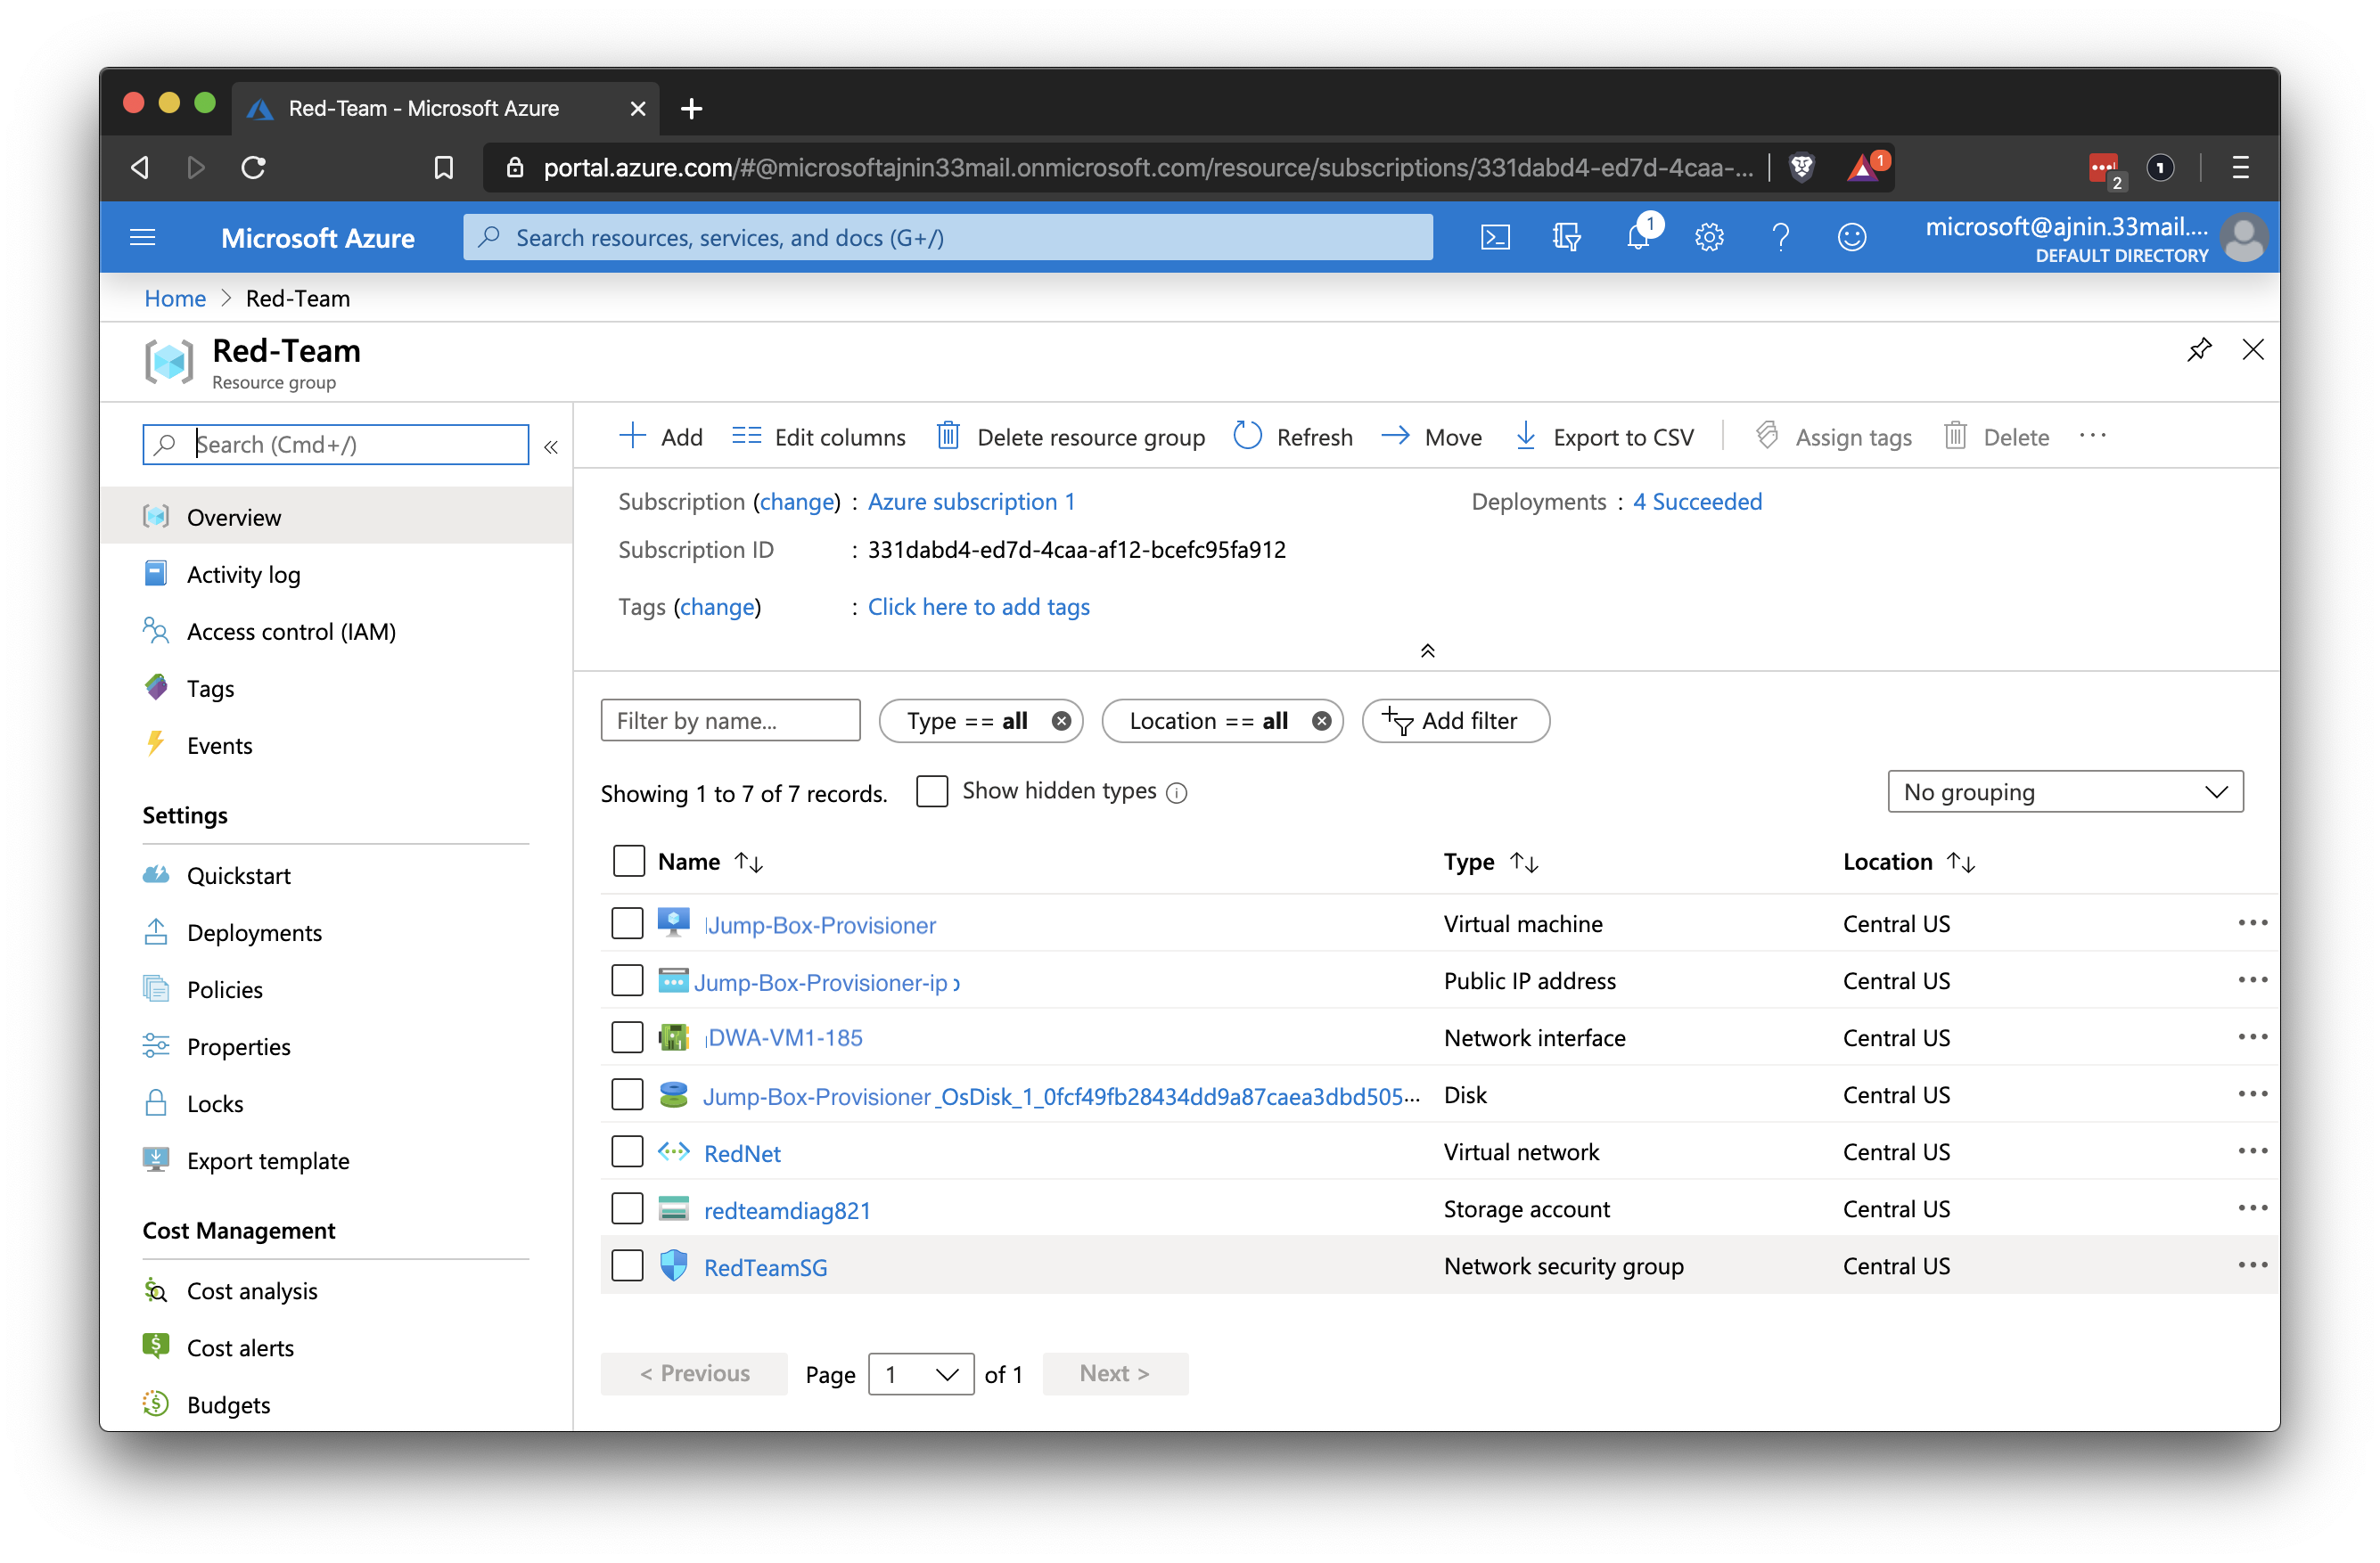 Red-Team - Microsoft Azure
portal.azure.com/#@microsoftajnin33mail.onmicrosoft.com/resource/subscriptions/331dabd4-ed7d-4caa-... 1 2 1
Microsoft Azure
Search resources, services, and docs (G+/)
1
microsoft@ajnin.33mail....
DEFAULT DIRECTORY
Home > Red-Team
Red-Team
Resource group
Search (Cmd+/) «
Overview
Activity log
Access control (IAM)
Tags
Events
Settings
Quickstart
Deployments
Policies
Properties
Locks
Export template
Cost Management
Cost analysis
Cost alerts
Budgets
Add Edit columns Delete resource group Refresh Move Export to CSV Assign tags Delete ...
Subscription (change) : Azure subscription 1 Deployments : 4 Succeeded
Subscription ID : 331dabd4-ed7d-4caa-af12-bcefc95fa912
Tags (change) : Click here to add tags
Filter by name... Type == all Location == all Add filter
Showing 1 to 7 of 7 records. Show hidden types No grouping
Name Type Location
Jump-Box-Provisioner Virtual machine Central US ...
Jump-Box-Provisioner-ip Public IP address Central US ...
DWA-VM1-185 Network interface Central US ...
Jump-Box-Provisioner _OsDisk_1_0fcf49fb28434dd9a87caea3dbd505... Disk Central US ...
RedNet Virtual network Central US ...
redteamdiag821 Storage account Central US ...
RedTeamSG Network security group Central US ...
< Previous Page 1 of 1 Next >